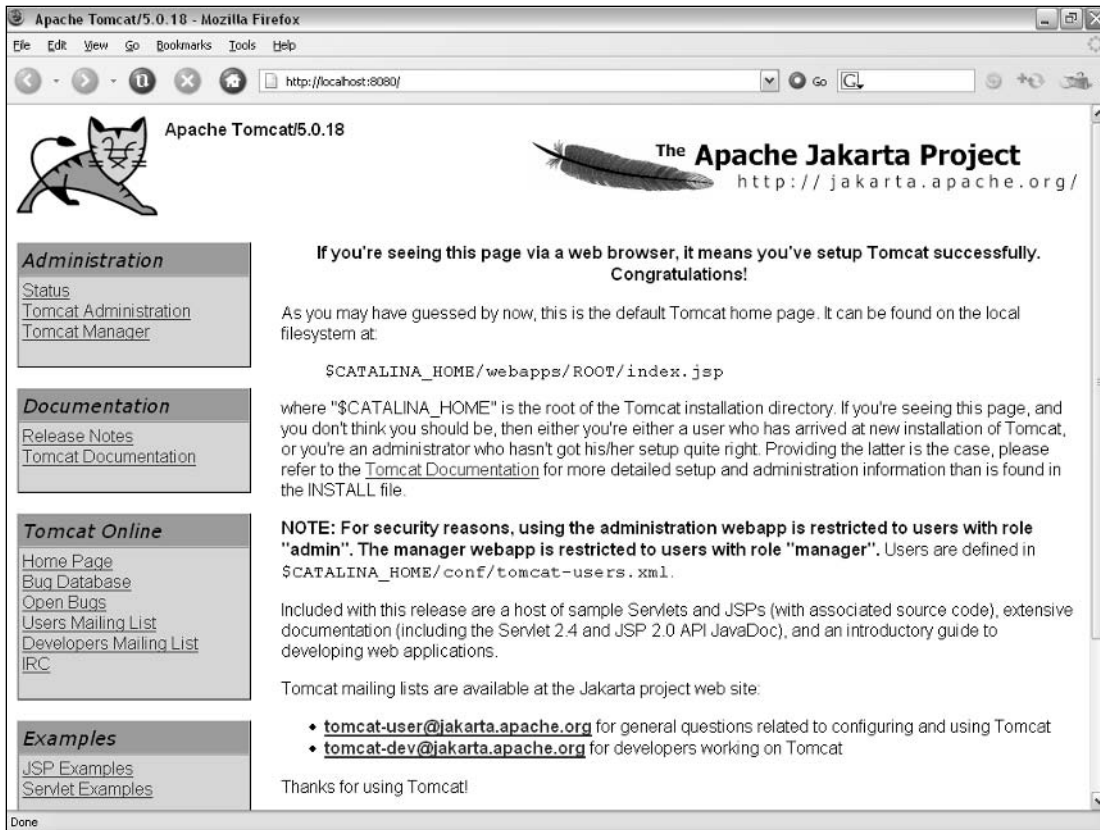 Apache Tomcat/5.0.18 - Mozilla Firefox
File Edit View Go Bookmarks Tools Help
http://localhost:8080/ Go G
Apache Tomcat/5.0.18
The Apache Jakarta Project
http://jakarta.apache.org/
Administration
Status
Tomcat Administration
Tomcat Manager
Documentation
Release Notes
Tomcat Documentation
Tomcat Online
Home Page
Bug Database
Open Bugs
Users Mailing List
Developers Mailing List
IRC
Examples
JSP Examples
Servlet Examples
If you're seeing this page via a web browser, it means you've setup Tomcat successfully.
Congratulations!
As you may have guessed by now, this is the default Tomcat home page. It can be found on the local
filesystem at:
$CATALINA_HOME/webapps/ROOT/index.jsp
where "$CATALINA_HOME" is the root of the Tomcat installation directory. If you're seeing this page, and
you don't think you should be, then either you're either a user who has arrived at new installation of Tomcat,
or you're an administrator who hasn't got his/her setup quite right. Providing the latter is the case, please
refer to the Tomcat Documentation for more detailed setup and administration information than is found in
the INSTALL file.
NOTE: For security reasons, using the administration webapp is restricted to users with role
"admin". The manager webapp is restricted to users with role "manager". Users are defined in
$CATALINA_HOME/conf/tomcat-users.xml.
Included with this release are a host of sample Servlets and JSPs (with associated source code), extensive
documentation (including the Servlet 2.4 and JSP 2.0 API JavaDoc), and an introductory guide to
developing web applications.
Tomcat mailing lists are available at the Jakarta project web site:
• tomcat-user@jakarta.apache.org for general questions related to configuring and using Tomcat
• tomcat-dev@jakarta.apache.org for developers working on Tomcat
Thanks for using Tomcat!
Done